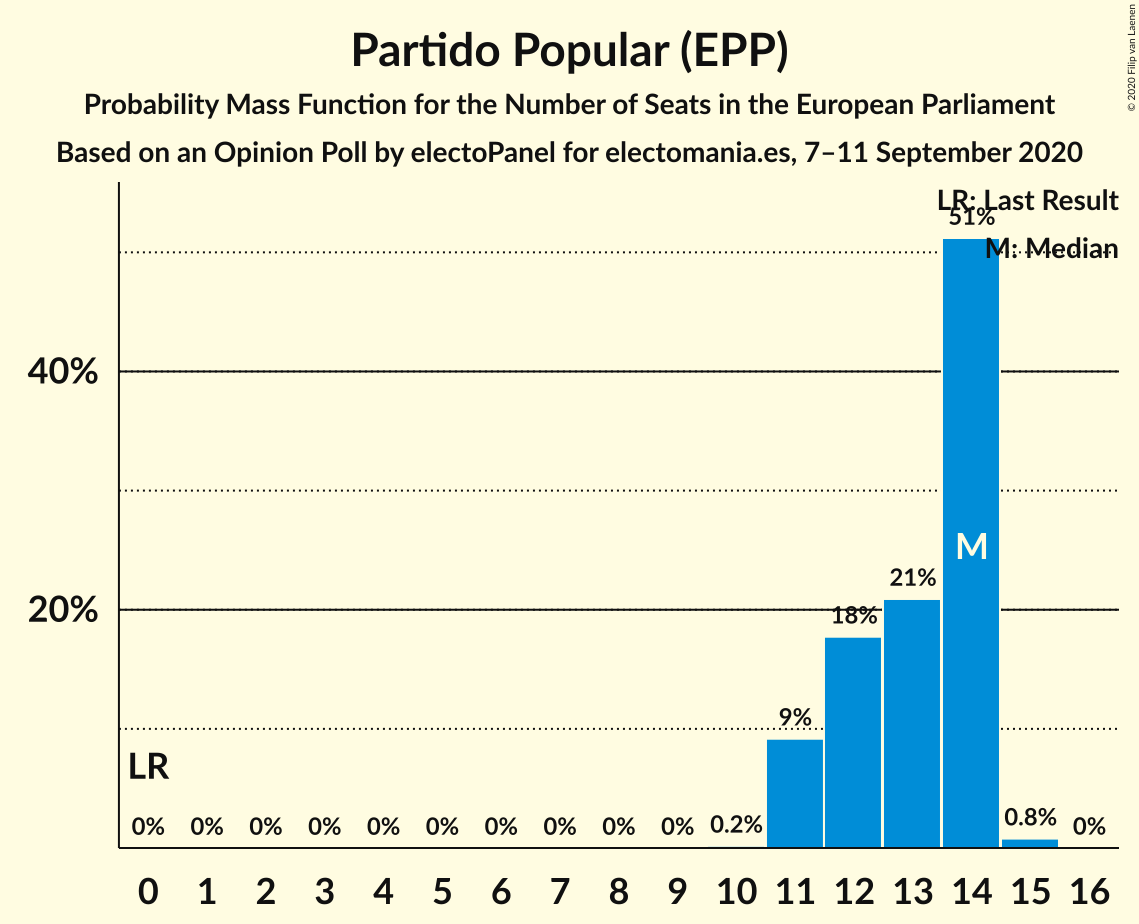 Partido Popular (EPP)
Probability Mass Function for the Number of Seats in the European Parliament
Based on an Opinion Poll by electoPanel for electomania.es, 7–11 September 2020
© 2020 Filip van Laenen
LR: Last Result
M: Median
51%
40%
M
21%
20%
18%
9%
LR
0% 0% 0% 0% 0% 0% 0% 0% 0% 0% 0.2% 0.8% 0%
0 1 2 3 4 5 6 7 8 9 10 11 12 13 14 15 16